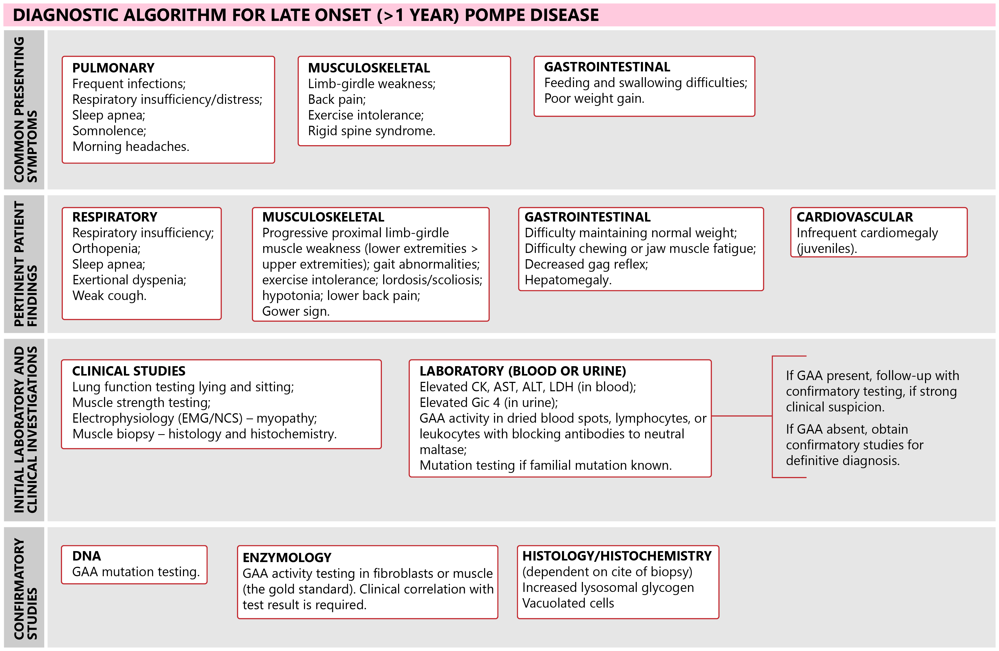 DIAGNOSTIC ALGORITHM FOR LATE ONSET (>1 YEAR) POMPE DISEASE
COMMON PRESENTING
SYMPTOMS
PULMONARY
Frequent infections;
Respiratory insufficiency/distress;
Sleep apnea;
Somnolence;
Morning headaches.
MUSCULOSKELETAL
Limb-girdle weakness;
Back pain;
Exercise intolerance;
Rigid spine syndrome.
GASTROINTESTINAL
Feeding and swallowing difficulties;
Poor weight gain.
PERTINENT PATIENT
FINDINGS
RESPIRATORY
Respiratory insufficiency;
Orthopenia;
Sleep apnea;
Exertional dyspenia;
Weak cough.
MUSCULOSKELETAL
Progressive proximal limb-girdle
muscle weakness (lower extremities >
upper extremities); gait abnormalities;
exercise intolerance; lordosis/scoliosis;
hypotonia; lower back pain;
Gower sign.
GASTROINTESTINAL
Difficulty maintaining normal weight;
Difficulty chewing or jaw muscle fatigue;
Decreased gag reflex;
Hepatomegaly.
CARDIOVASCULAR
Infrequent cardiomegaly
(juveniles).
INITIAL LABORATORY AND
CLINICAL INVESTIGATIONS
CLINICAL STUDIES
Lung function testing lying and sitting;
Muscle strength testing;
Electrophysiology (EMG/NCS) – myopathy;
Muscle biopsy – histology and histochemistry.
LABORATORY (BLOOD OR URINE)
Elevated CK, AST, ALT, LDH (in blood);
Elevated Gic 4 (in urine);
GAA activity in dried blood spots, lymphocytes, or
leukocytes with blocking antibodies to neutral
maltase;
Mutation testing if familial mutation known.
If GAA present, follow-up with
confirmatory testing, if strong
clinical suspicion.
If GAA absent, obtain
confirmatory studies for
definitive diagnosis.
CONFIRMATORY
STUDIES
DNA
GAA mutation testing.
ENZYMOLOGY
GAA activity testing in fibroblasts or muscle
(the gold standard). Clinical correlation with
test result is required.
HISTOLOGY/HISTOCHEMISTRY
(dependent on cite of biopsy)
Increased lysosomal glycogen
Vacuolated cells